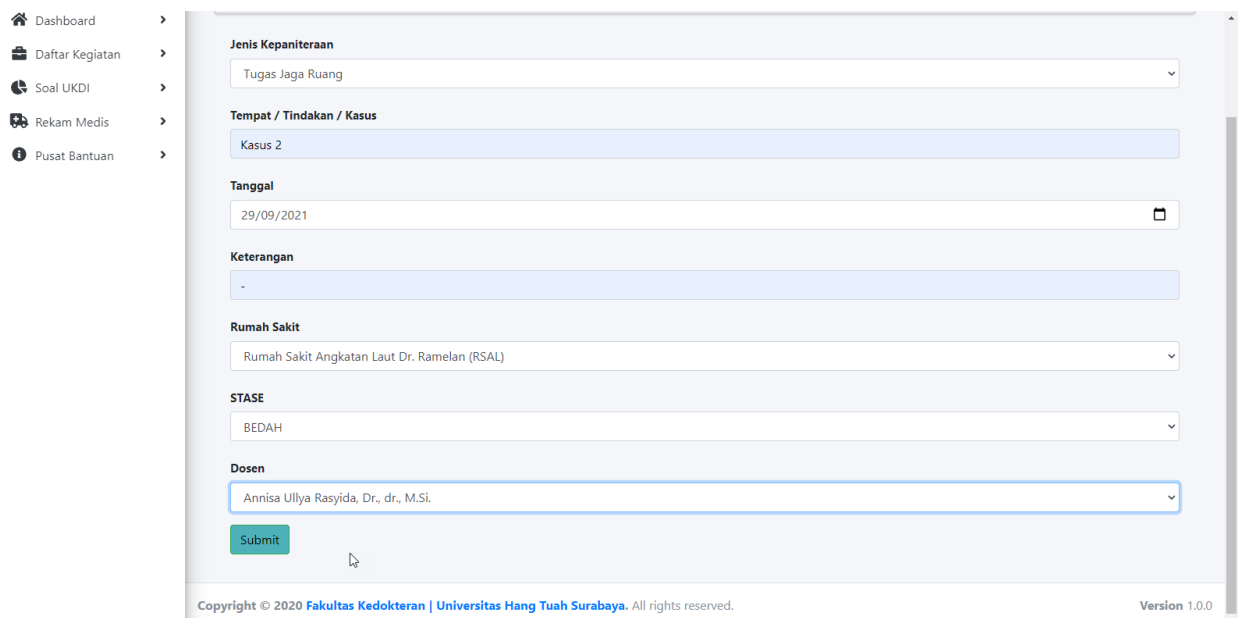 Dashboard
Daftar Kegiatan
Soal UKDI
Rekam Medis
Pusat Bantuan
Jenis Kepaniteraan
Tugas Jaga Ruang
Tempat / Tindakan / Kasus
Kasus 2
Tanggal
29/09/2021
Keterangan
-
Rumah Sakit
Rumah Sakit Angkatan Laut Dr. Ramelan (RSAL)
STASE
BEDAH
Dosen
Annisa Ullya Rasyida, Dr., dr., M.Si.
Submit
Copyright © 2020 Fakultas Kedokteran | Universitas Hang Tuah Surabaya. All rights reserved.
Version 1.0.0